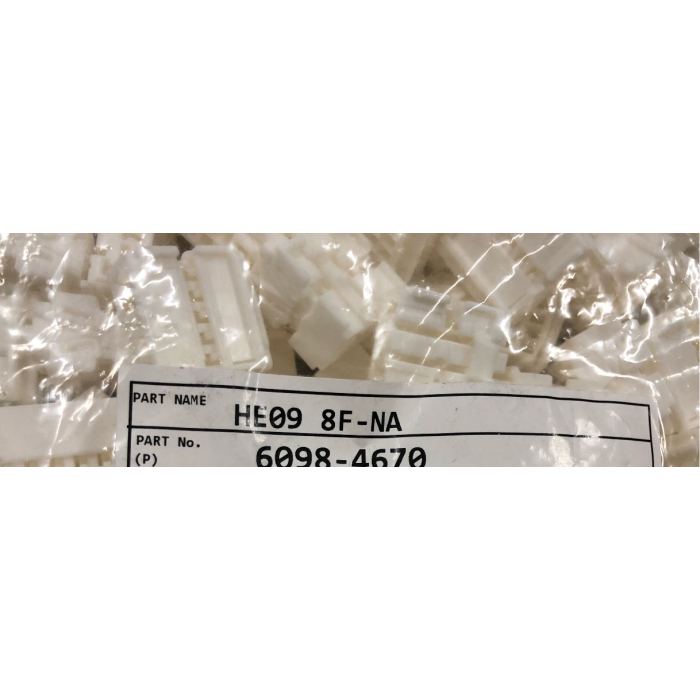 PART NAME HE09 8F-NA
PART No. 6098-4670
(P)